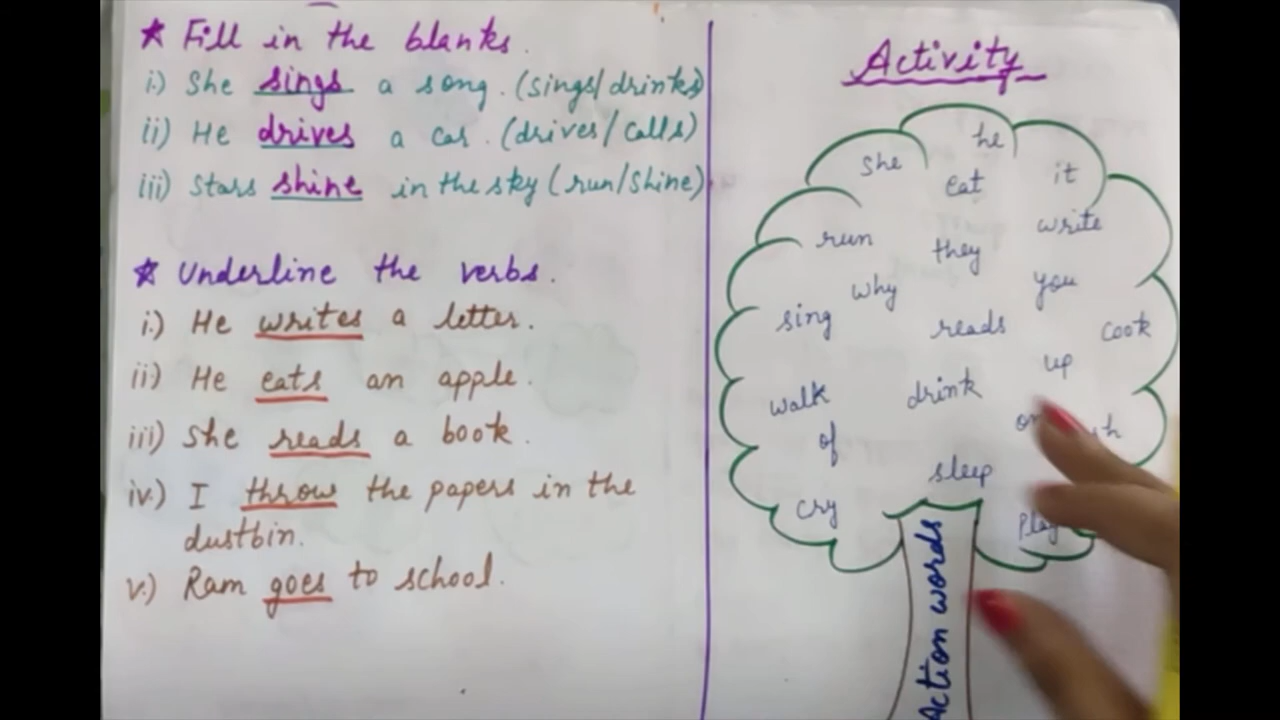 ★ Fill in the blanks.
i) She sings a song. (sings/drinks)
ii) He drives a car. (drives/calls)
iii) Stars shine in the sky (run/shine)
★ Underline the verbs.
i.) He writes a letter.
ii.) He eats an apple.
iii) She reads a book.
iv.) I throw the papers in the
dustbin.
v.) Ram goes to school.
Activity
he
she
eat
it
write
run
they
why
you
sing
reads
cook
up
walk
drink
of
sleep
cry
Action words